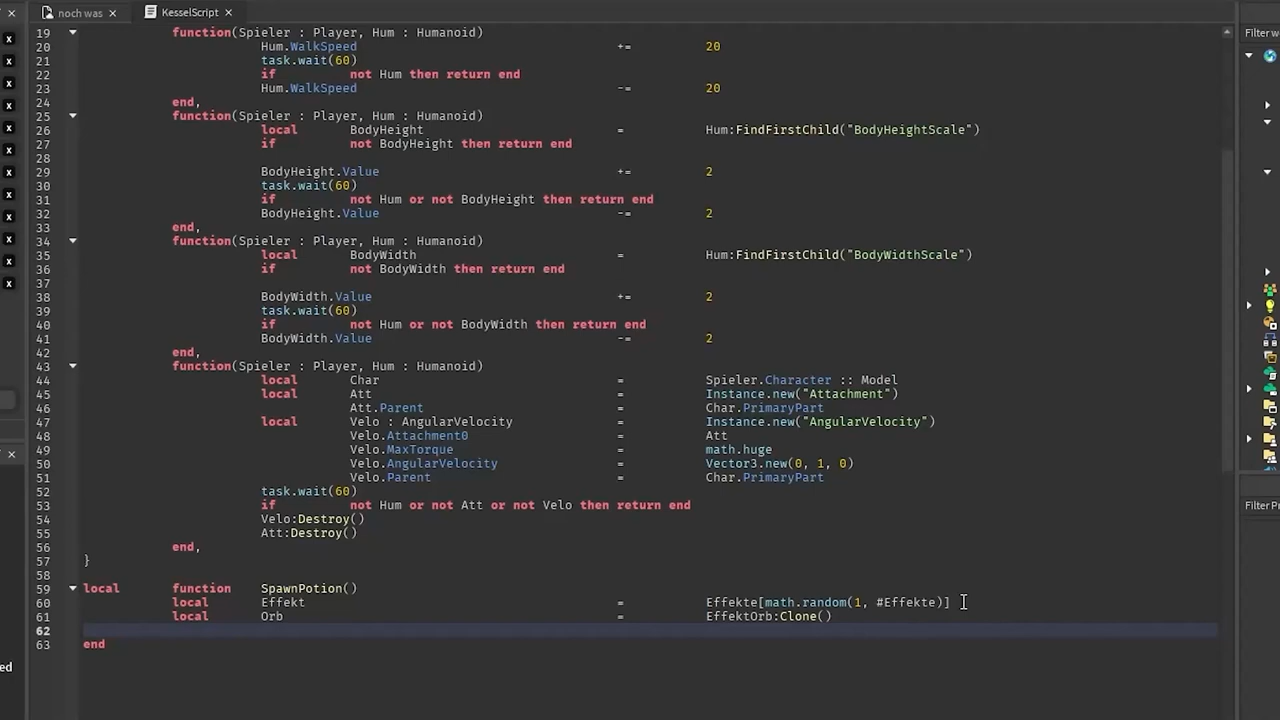 noch was
KesselScript
Filter w
19 function(Spieler : Player, Hum : Humanoid)
20 Hum.WalkSpeed += 20
21 task.wait(60)
22 if not Hum then return end
23 Hum.WalkSpeed -= 20
24 end,
25 function(Spieler : Player, Hum : Humanoid)
26 local BodyHeight = Hum:FindFirstChild("BodyHeightScale")
27 if not BodyHeight then return end
28
29 BodyHeight.Value += 2
30 task.wait(60)
31 if not Hum or not BodyHeight then return end
32 BodyHeight.Value -= 2
33 end,
34 function(Spieler : Player, Hum : Humanoid)
35 local BodyWidth = Hum:FindFirstChild("BodyWidthScale")
36 if not BodyWidth then return end
37
38 BodyWidth.Value += 2
39 task.wait(60)
40 if not Hum or not BodyWidth then return end
41 BodyWidth.Value -= 2
42 end,
43 function(Spieler : Player, Hum : Humanoid)
44 local Char = Spieler.Character :: Model
45 local Att = Instance.new("Attachment")
46 Att.Parent = Char.PrimaryPart
47 local Velo : AngularVelocity = Instance.new("AngularVelocity")
48 Velo.Attachment0 = Att
49 Velo.MaxTorque = math.huge
50 Velo.AngularVelocity = Vector3.new(0, 1, 0)
51 Velo.Parent = Char.PrimaryPart
52 task.wait(60)
53 if not Hum or not Att or not Velo then return end
54 Velo:Destroy()
55 Att:Destroy()
56 end,
57 }
58
59 local function SpawnPotion()
60 local Effekt = Effekte[math.random(1, #Effekte)]
61 local Orb = EffektOrb:Clone()
62
63 end
Filter Pr
ed